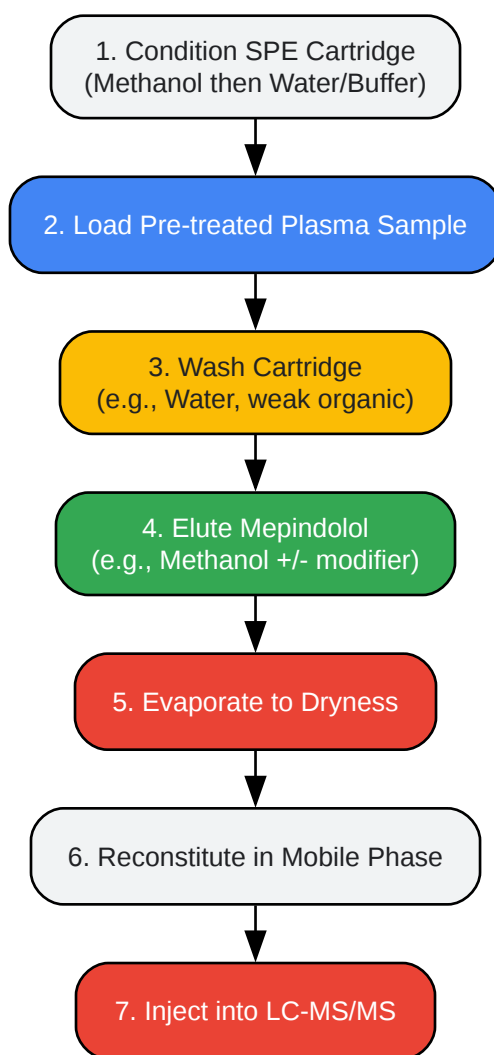 1. Condition SPE Cartridge
(Methanol then Water/Buffer)
2. Load Pre-treated Plasma Sample
3. Wash Cartridge
(e.g., Water, weak organic)
4. Elute Mepindolol
(e.g., Methanol +/- modifier)
5. Evaporate to Dryness
6. Reconstitute in Mobile Phase
7. Inject into LC-MS/MS